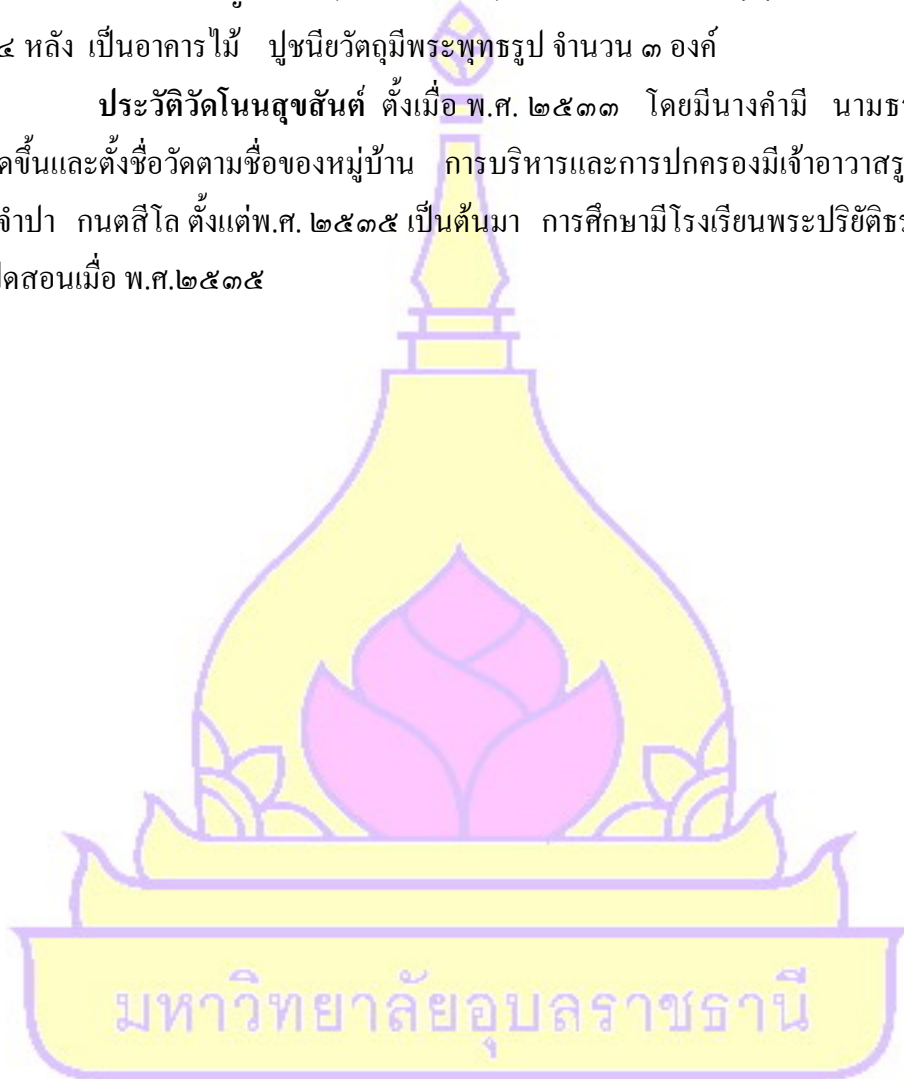 ๔ หลัง เป็นอาคารไม้ ปูชนียวัตถุมีพระพุทธรูป จำนวน ๓ องค์
ประวัติวัดโนนสุขสันต์ ตั้งเมื่อ พ.ศ. ๒๕๓๓ โดยมีนางคำมี นามธร
ดขึ้นและตั้งชื่อวัดตามชื่อของหมู่บ้าน การบริหารและการปกครองมีเจ้าอาวาสรู
จำปา กนตสีโล ตั้งแต่พ.ศ. ๒๕๓๕ เป็นต้นมา การศึกษามีโรงเรียนพระปริยัติธร
ปิดสอนเมื่อ พ.ศ.๒๕๓๕
มหาวิทยาลัยอุบลราชธานี